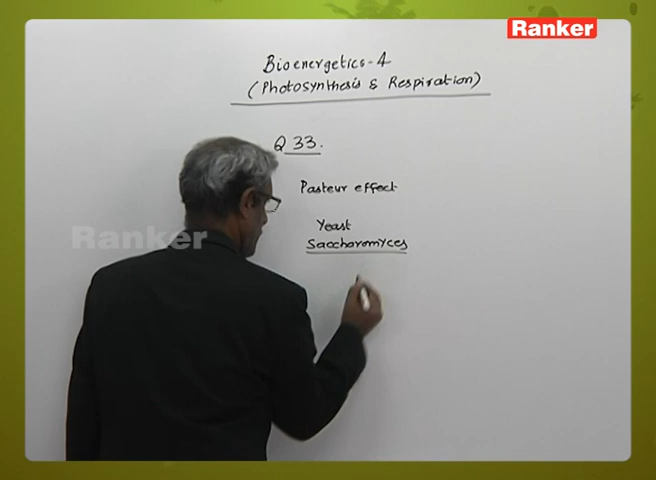 Ranker
Bioenergetics-4
(Photosynthesis & Respiration)
Q 33.
Pasteur effect
Yeast
Ranker
Saccharomyces